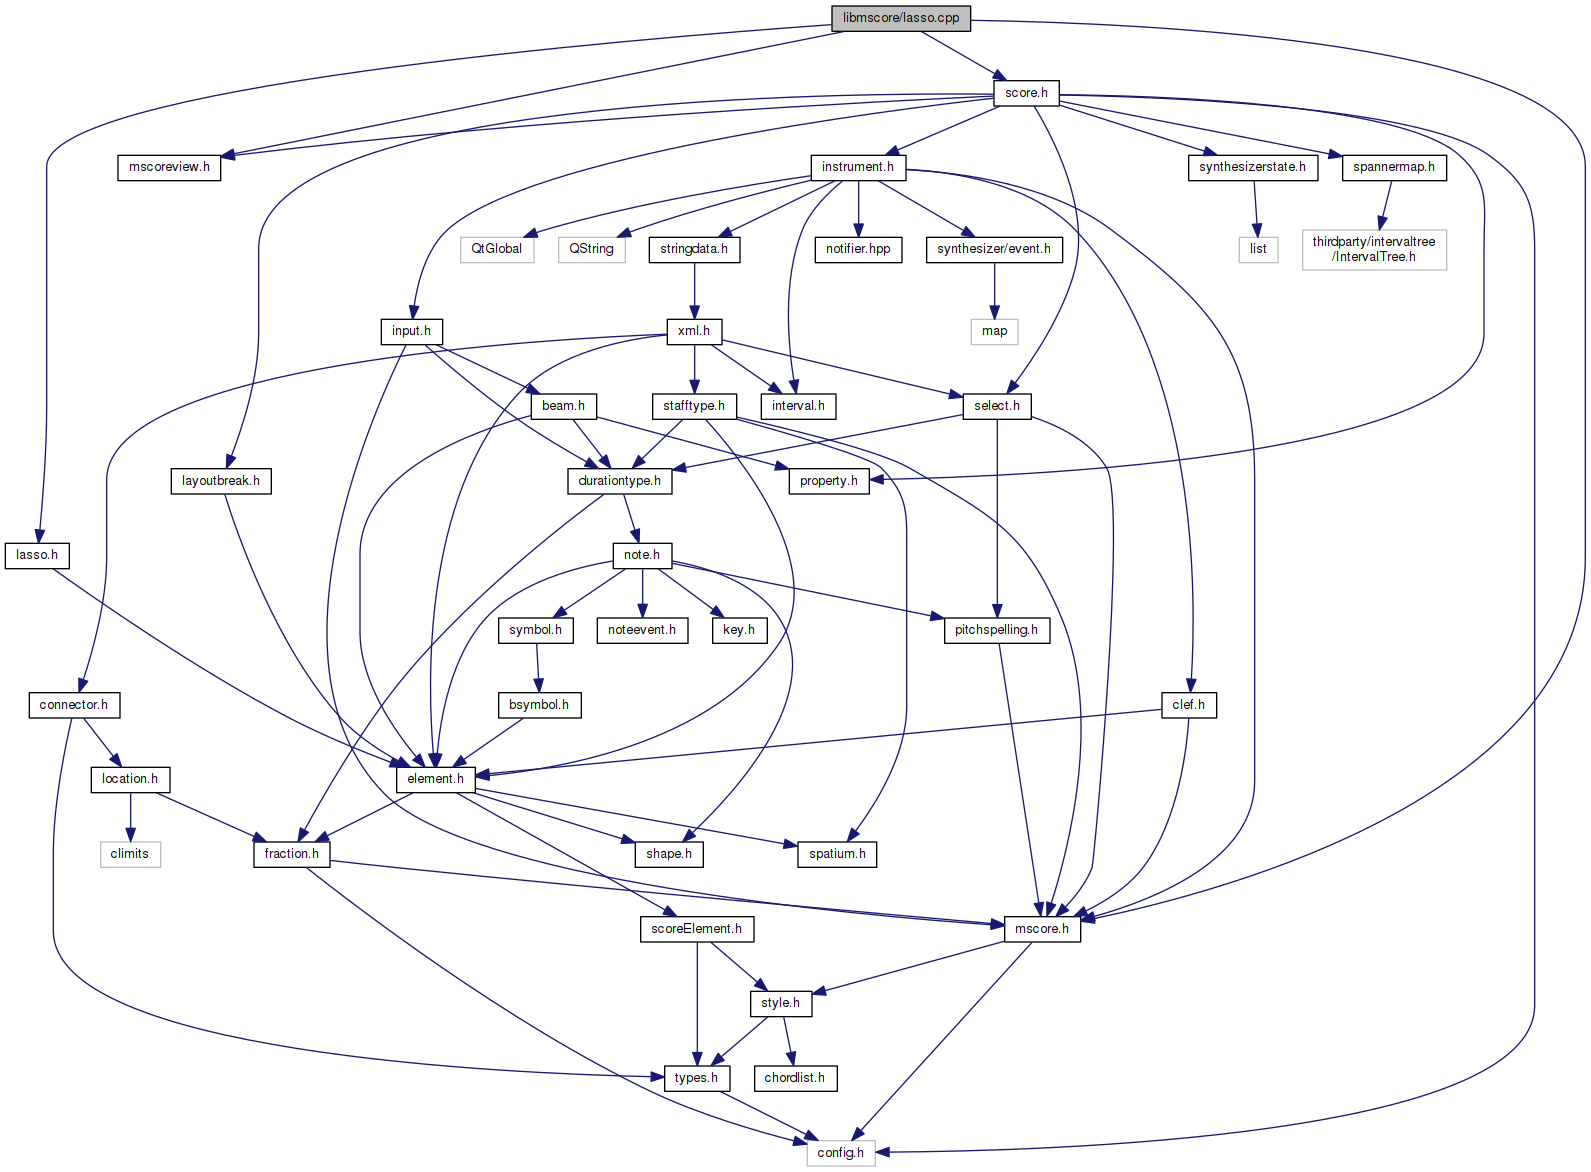 libmscore/lasso.cpp
score.h
mscoreview.h
instrument.h
synthesizerstate.h
spannermap.h
QtGlobal
QString
stringdata.h
notifier.hpp
synthesizer/event.h
list
thirdparty/intervaltree
/IntervalTree.h
input.h
xml.h
map
beam.h
stafftype.h
interval.h
select.h
layoutbreak.h
durationtype.h
property.h
lasso.h
note.h
symbol.h
noteevent.h
key.h
pitchspelling.h
connector.h
bsymbol.h
clef.h
location.h
element.h
climits
fraction.h
shape.h
spatium.h
scoreElement.h
mscore.h
style.h
types.h
chordlist.h
config.h